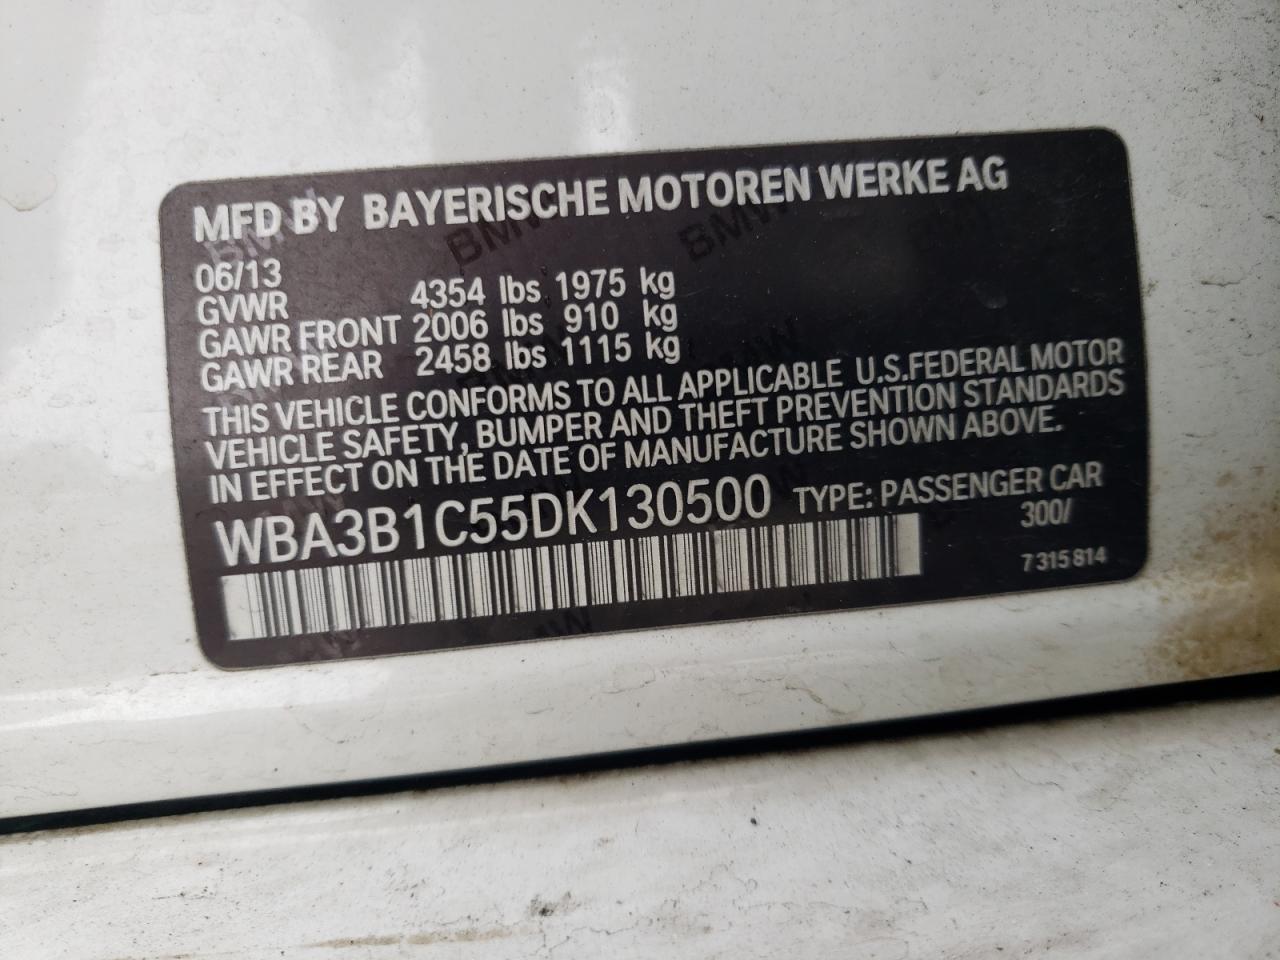 MFD BY BAYERISCHE MOTOREN WERKE AG
06/13
GVWR 4354 lbs 1975 kg
GAWR FRONT 2006 lbs 910 kg
GAWR REAR 2458 lbs 1115 kg
THIS VEHICLE CONFORMS TO ALL APPLICABLE U.S.FEDERAL MOTOR
VEHICLE SAFETY, BUMPER AND THEFT PREVENTION STANDARDS
IN EFFECT ON THE DATE OF MANUFACTURE SHOWN ABOVE.
WBA3B1C55DK130500 TYPE: PASSENGER CAR
300/
7 315 814
BMW
BMW
BMW